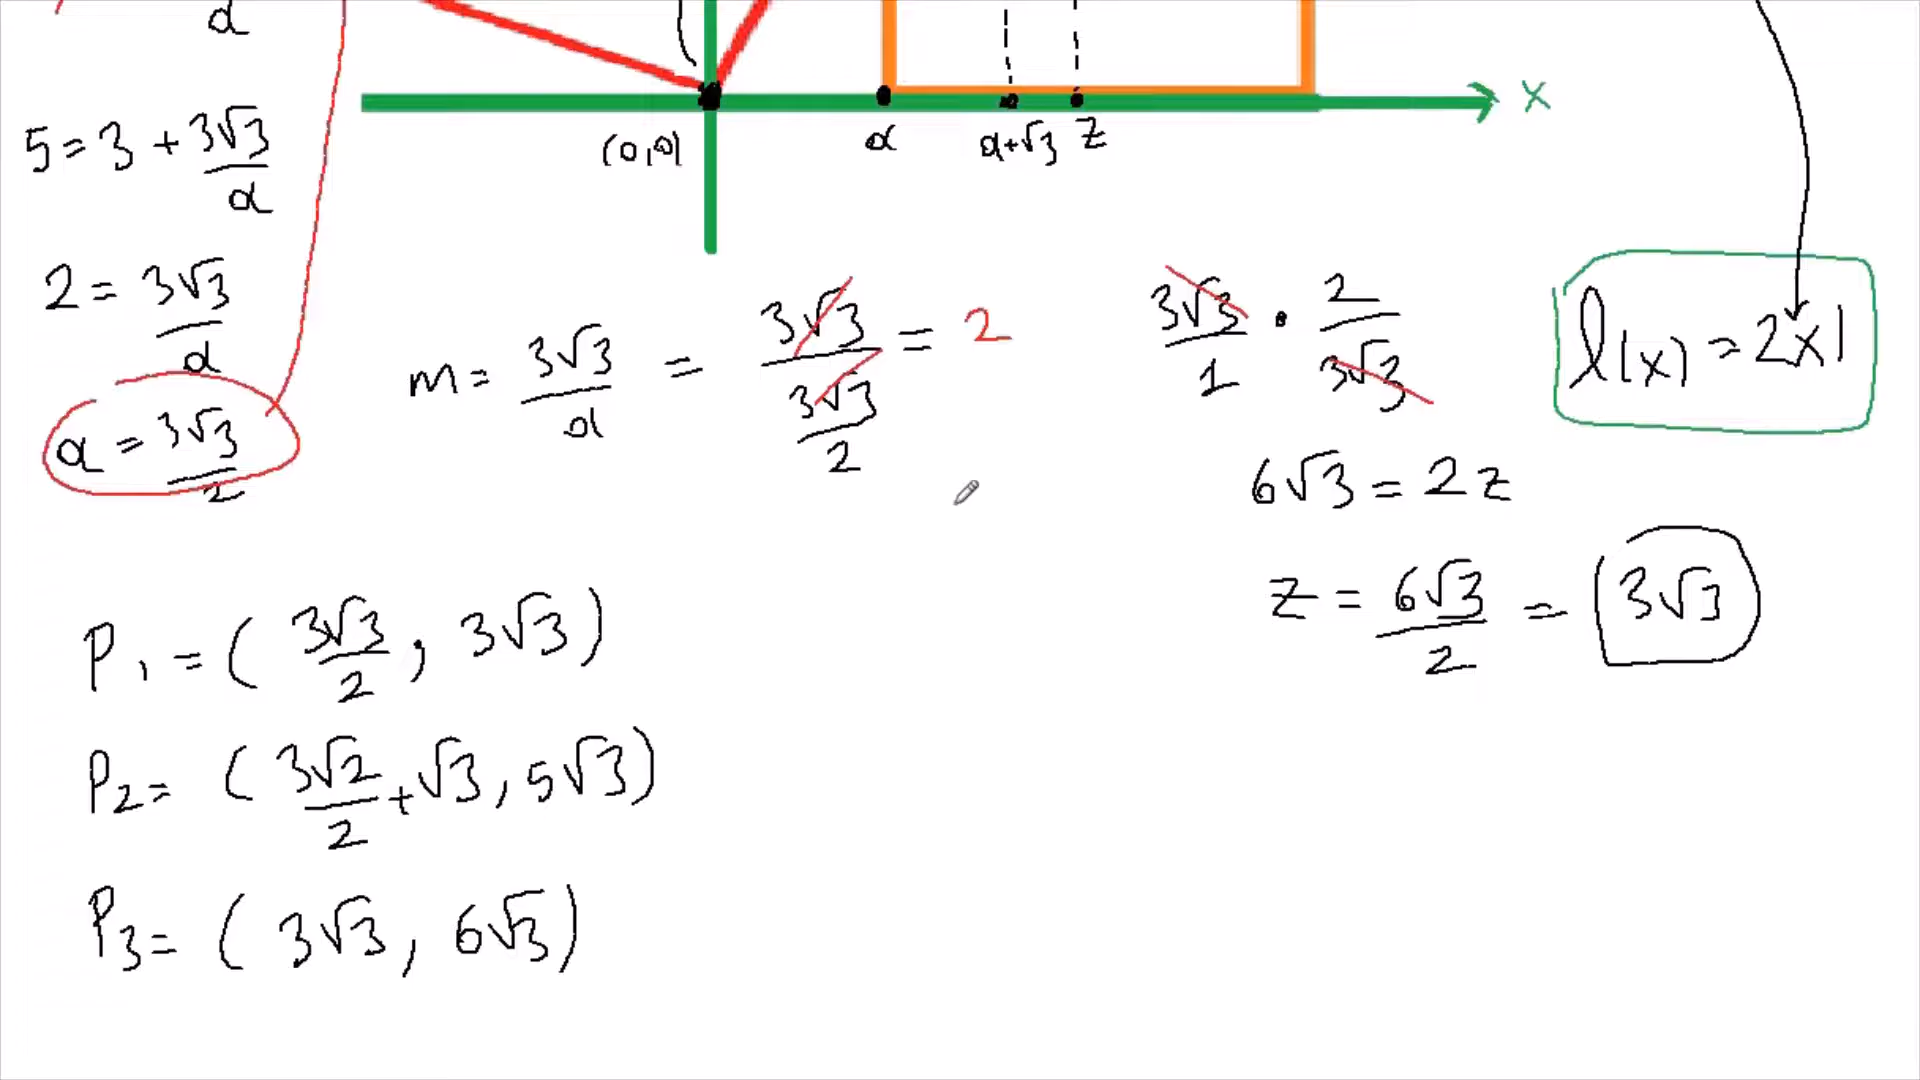 α
x
(0,0) α α+√3 z
5 = 3 + 3√3/α
2 = 3√3/α
α = 3√3/2
m = 3√3/α = 3√3/(3√3/2) = 2
3√3/1 · 2/3√3
l(x) = 2x1
6√3 = 2z
z = 6√3/2 = 3√3
P1 = (3√3/2, 3√3)
P2 = (3√2/2 + √3, 5√3)
P3 = (3√3, 6√3)